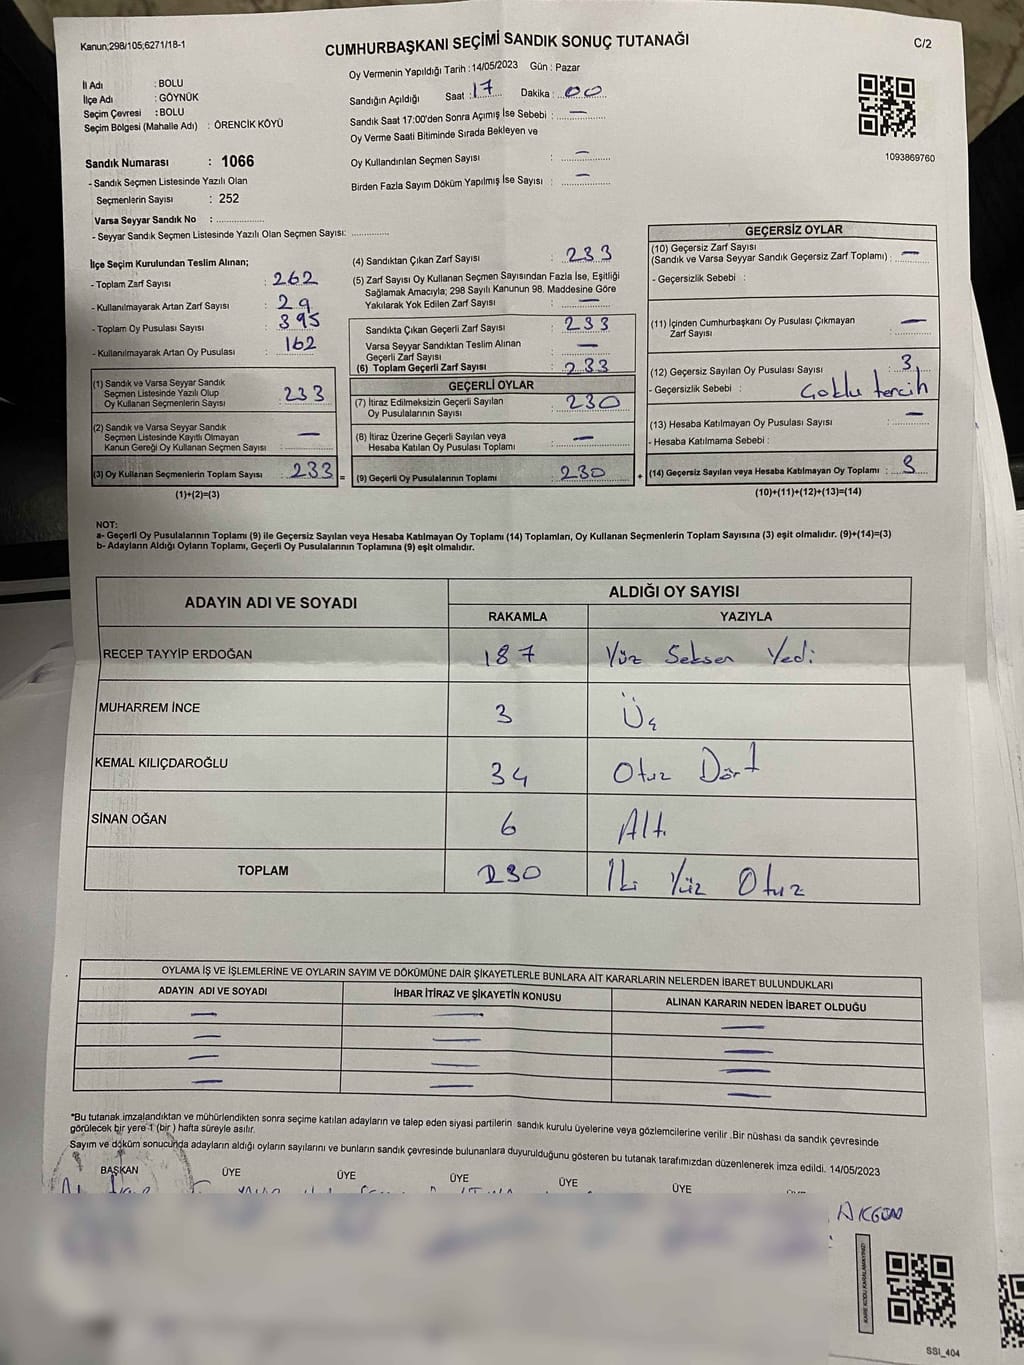 Kanun;298/105;6271/18-1
CUMHURBAŞKANI SEÇİMİ SANDIK SONUÇ TUTANAĞI
C/2
İl Adı : BOLU
İlçe Adı : GÖYNÜK
Seçim Çevresi : BOLU
Seçim Bölgesi (Mahalle Adı) : ÖRENCİK KÖYÜ
Sandık Numarası : 1066
- Sandık Seçmen Listesinde Yazılı Olan
Seçmenlerin Sayısı : 252
Varsa Seyyar Sandık No : ..................
- Seyyar Sandık Seçmen Listesinde Yazılı Olan Seçmen Sayısı: ..............
Oy Vermenin Yapıldığı Tarih : 14/05/2023 Gün : Pazar
Sandığın Açıldığı Saat : 17 Dakika : 00
Sandık Saat 17:00'den Sonra Açımış İse Sebebi : —
Oy Verme Saati Bitiminde Sırada Bekleyen ve
Oy Kullandırılan Seçmen Sayısı : —
Birden Fazla Sayım Döküm Yapılmış İse Sayısı : —
1093869760
İlçe Seçim Kurulundan Teslim Alınan;
- Toplam Zarf Sayısı : 262
- Kullanılmayarak Artan Zarf Sayısı : 29
- Toplam Oy Pusulası Sayısı : 395
- Kullanılmayarak Artan Oy Pusulası : 162
(1) Sandık ve Varsa Seyyar Sandık
Seçmen Listesinde Yazılı Olup
Oy Kullanan Seçmenlerin Sayısı : 233
(2) Sandık ve Varsa Seyyar Sandık
Seçmen Listesinde Kayıtlı Olmayan
Kanun Gereği Oy Kullanan Seçmen Sayısı : —
(3) Oy Kullanan Seçmenlerin Toplam Sayısı : 233 =
(1)+(2)=(3)
(4) Sandıktan Çıkan Zarf Sayısı : 233
(5) Zarf Sayısı Oy Kullanan Seçmen Sayısından Fazla İse, Eşitliği
Sağlamak Amacıyla; 298 Sayılı Kanunun 98. Maddesine Göre
Yakılarak Yok Edilen Zarf Sayısı : —
Sandıkta Çıkan Geçerli Zarf Sayısı : 233
Varsa Seyyar Sandıktan Teslim Alınan
Geçerli Zarf Sayısı : —
(6) Toplam Geçerli Zarf Sayısı : 233
GEÇERLİ OYLAR
(7) İtiraz Edilmeksizin Geçerli Sayılan
Oy Pusulalarının Sayısı : 230
(8) İtiraz Üzerine Geçerli Sayılan veya
Hesaba Katılan Oy Pusulası Toplamı : —
(9) Geçerli Oy Pusulalarının Toplamı : 230 +
GEÇERSİZ OYLAR
(10) Geçersiz Zarf Sayısı
(Sandık ve Varsa Seyyar Sandık Geçersiz Zarf Toplamı) : —
- Geçersizlik Sebebi :
(11) İçinden Cumhurbaşkanı Oy Pusulası Çıkmayan
Zarf Sayısı : —
(12) Geçersiz Sayılan Oy Pusulası Sayısı : 3
- Geçersizlik Sebebi : Çoklu tercih
(13) Hesaba Katılmayan Oy Pusulası Sayısı : —
- Hesaba Katılmama Sebebi :
(14) Geçersiz Sayılan veya Hesaba Katılmayan Oy Toplamı : 3
(10)+(11)+(12)+(13)=(14)
NOT:
a- Geçerli Oy Pusulalarının Toplamı (9) ile Geçersiz Sayılan veya Hesaba Katılmayan Oy Toplamı (14) Toplamları, Oy Kullanan Seçmenlerin Toplam Sayısına (3) eşit olmalıdır. (9)+(14)=(3)
b- Adayların Aldığı Oyların Toplamı, Geçerli Oy Pusulalarının Toplamına (9) eşit olmalıdır.
ADAYIN ADI VE SOYADI
ALDIĞI OY SAYISI
RAKAMLA YAZIYLA
RECEP TAYYİP ERDOĞAN 187 Yüz Seksen Yedi
MUHARREM İNCE 3 Üç
KEMAL KILIÇDAROĞLU 34 Otuz Dört
SİNAN OĞAN 6 Altı
TOPLAM 230 İki Yüz Otuz
OYLAMA İŞ VE İŞLEMLERİNE VE OYLARIN SAYIM VE DÖKÜMÜNE DAİR ŞİKAYETLERLE BUNLARA AİT KARARLARIN NELERDEN İBARET BULUNDUKLARI
ADAYIN ADI VE SOYADI İHBAR İTİRAZ VE ŞİKAYETİN KONUSU ALINAN KARARIN NEDEN İBARET OLDUĞU
— — —
— — —
— — —
— — —
*Bu tutanak imzalandıktan ve mühürlendikten sonra seçime katılan adayların ve talep eden siyasi partilerin sandık kurulu üyelerine veya gözlemcilerine verilir .Bir nüshası da sandık çevresinde
görülecek bir yere 1 (bir ) hafta süreyle asılır.
Sayım ve döküm sonucunda adayların aldığı oyların sayılarını ve bunların sandık çevresinde bulunanlara duyurulduğunu gösteren bu tutanak tarafımızdan düzenlenerek imza edildi. 14/05/2023
BAŞKAN ÜYE ÜYE ÜYE ÜYE ÜYE
AKGÜN
KARE KODU KARALAMAYINIZ!
SSI_404